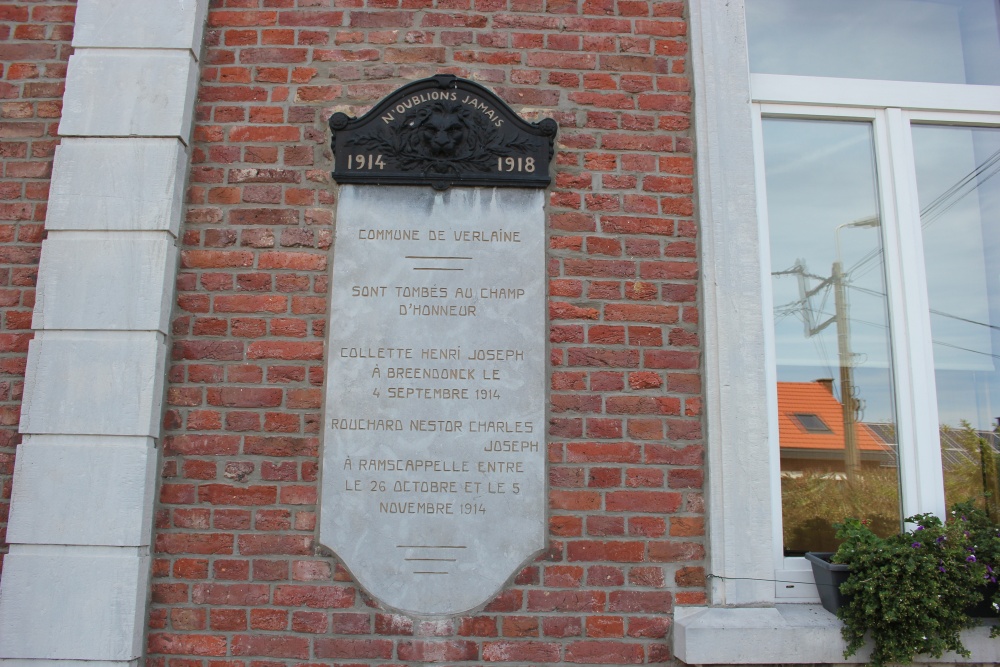 N'OUBLIONS JAMAIS
1914 1918
COMMUNE DE VERLAÎNE
SONT TOMBÉS AU CHAMP
D'HONNEUR
COLLETTE HENRI JOSEPH
À BREENDONCK LE
4 SEPTEMBRE 1914
ROUCHARD NESTOR CHARLES
JOSEPH
À RAMSCAPPELLE ENTRE
LE 26 OCTOBRE ET LE 5
NOVEMBRE 1914